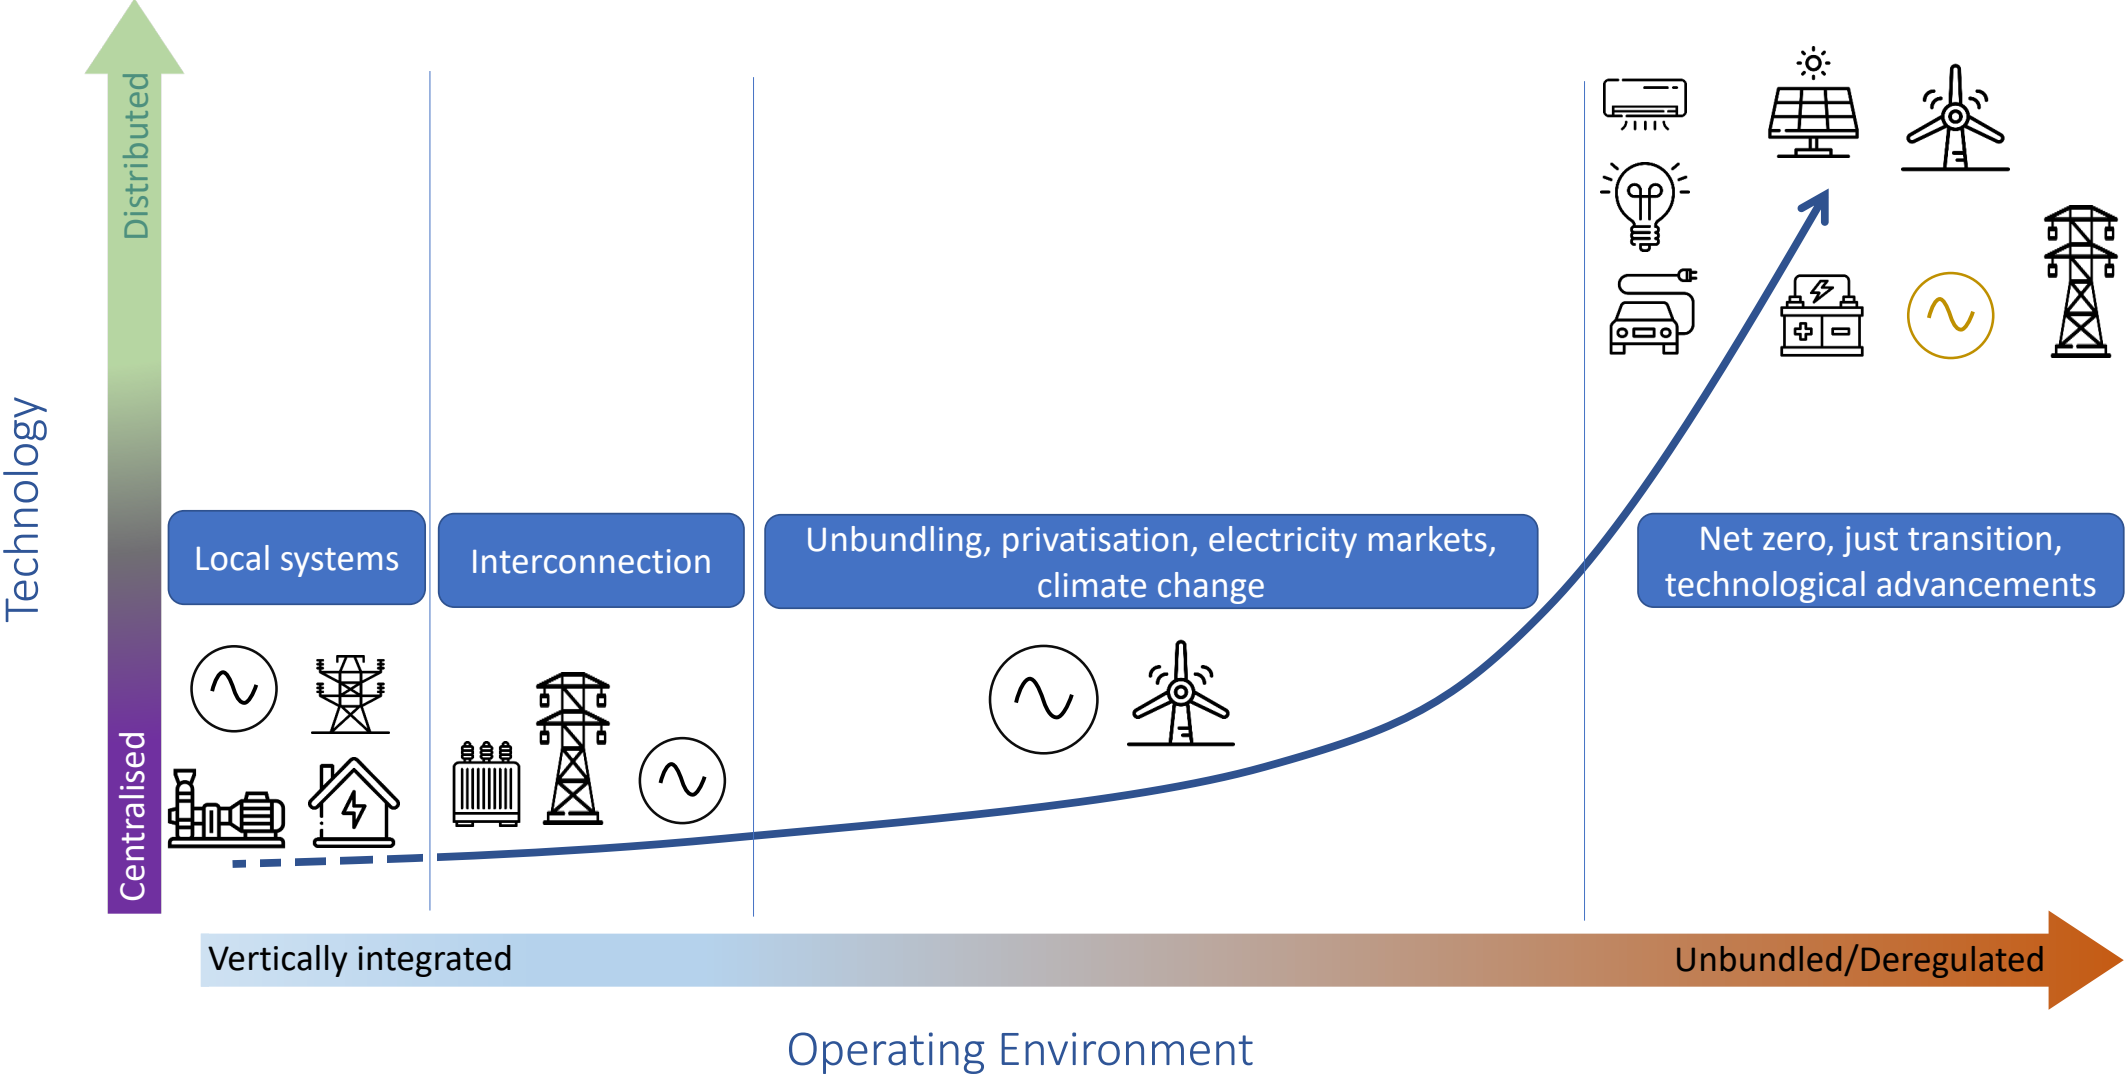 Distributed
Technology
Centralised
Local systems
Interconnection
Unbundling, privatisation, electricity markets,
climate change
Net zero, just transition,
technological advancements
Vertically integrated
Unbundled/Deregulated
Operating Environment